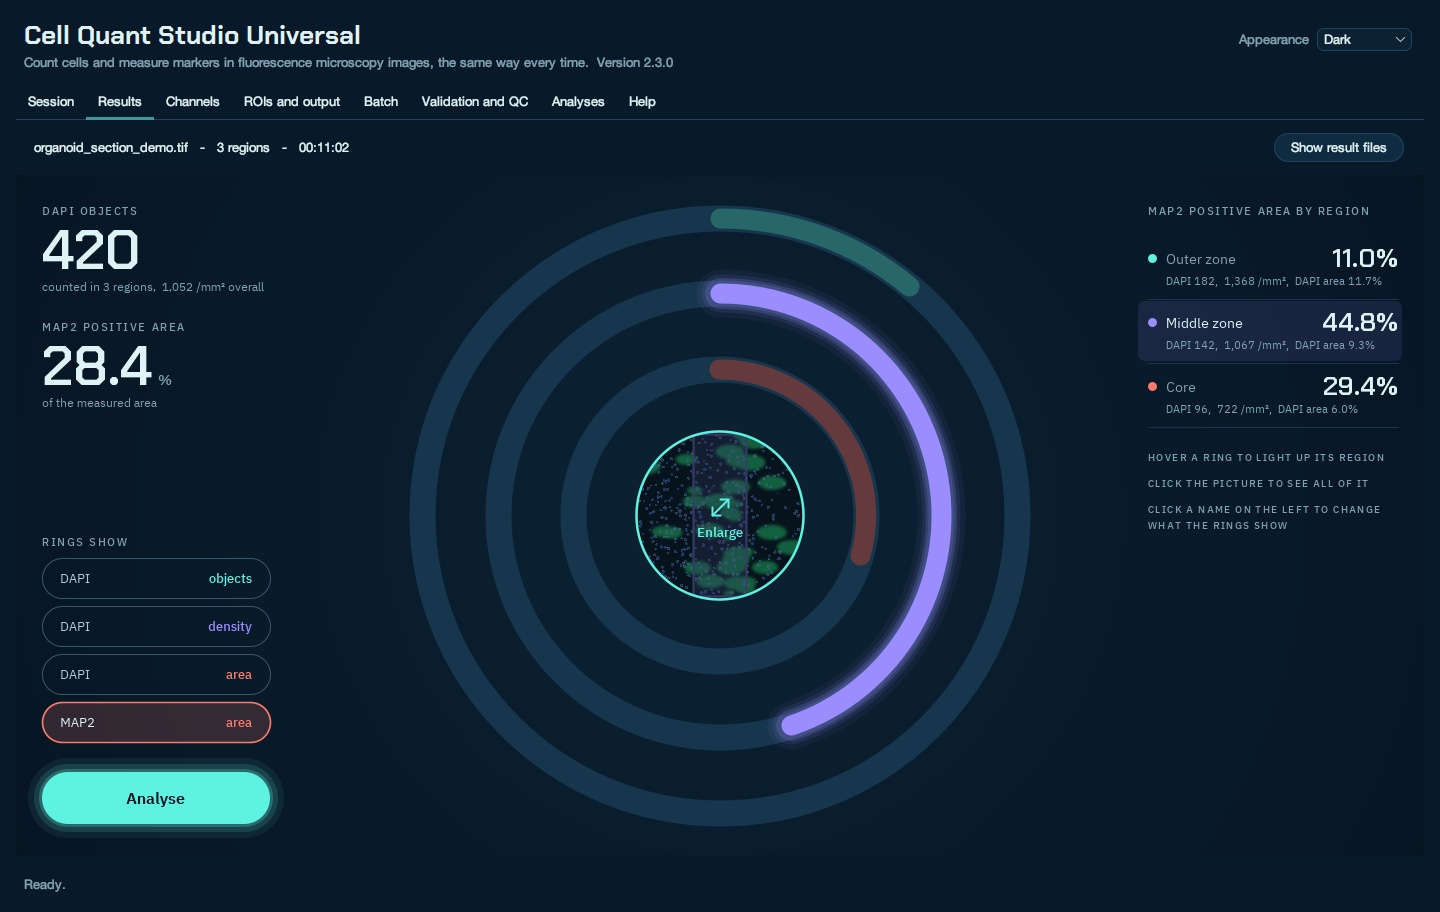 Cell Quant Studio Universal
Count cells and measure markers in fluorescence microscopy images, the same way every time.  Version 2.3.0
Appearance Dark
Session Results Channels ROIs and output Batch Validation and QC Analyses Help
organoid_section_demo.tif - 3 regions - 00:11:02
Show result files
DAPI OBJECTS
420
counted in 3 regions, 1,052 /mm² overall
MAP2 POSITIVE AREA
28.4 %
of the measured area
RINGS SHOW
DAPI objects
DAPI density
DAPI area
MAP2 area
Analyse
Enlarge
MAP2 POSITIVE AREA BY REGION
Outer zone 11.0%
DAPI 182, 1,368 /mm², DAPI area 11.7%
Middle zone 44.8%
DAPI 142, 1,067 /mm², DAPI area 9.3%
Core 29.4%
DAPI 96, 722 /mm², DAPI area 6.0%
HOVER A RING TO LIGHT UP ITS REGION
CLICK THE PICTURE TO SEE ALL OF IT
CLICK A NAME ON THE LEFT TO CHANGE
WHAT THE RINGS SHOW
Ready.